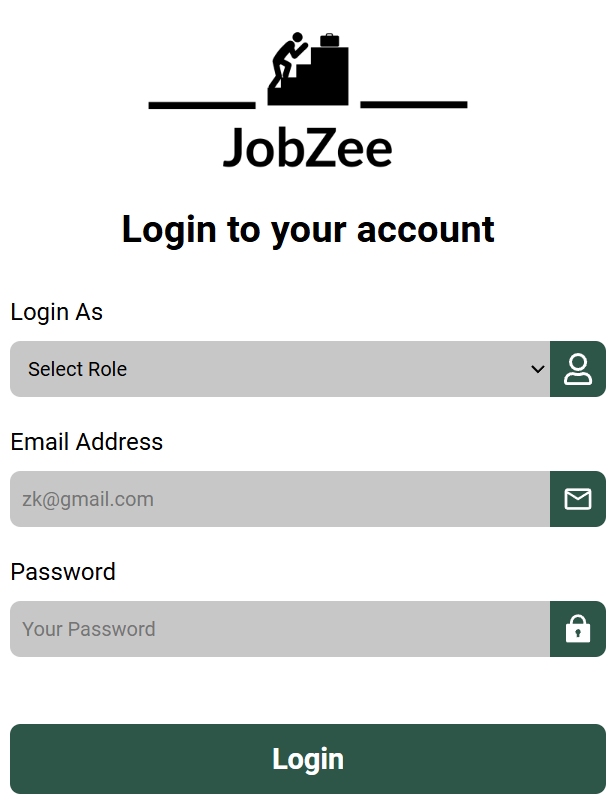 JobZee
Login to your account
Login As
Select Role
Email Address
zk@gmail.com
Password
Your Password
Login